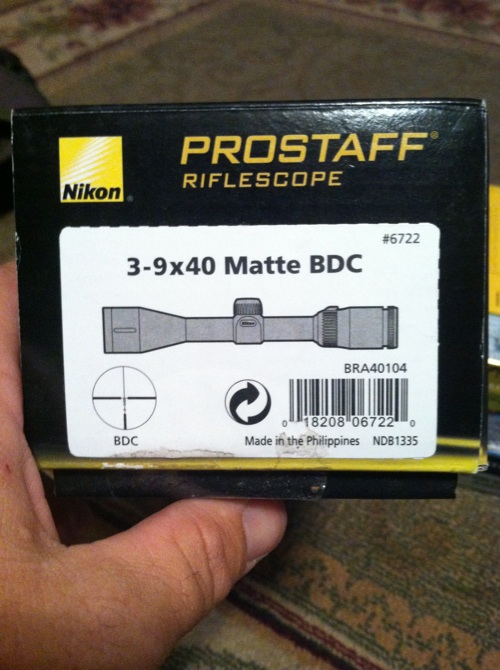 Nikon®
PROSTAFF®
RIFLESCOPE
#6722
3-9x40 Matte BDC
Nikon
BRA40104
BDC
0 18208 06722 0
Made in the Philippines NDB1335